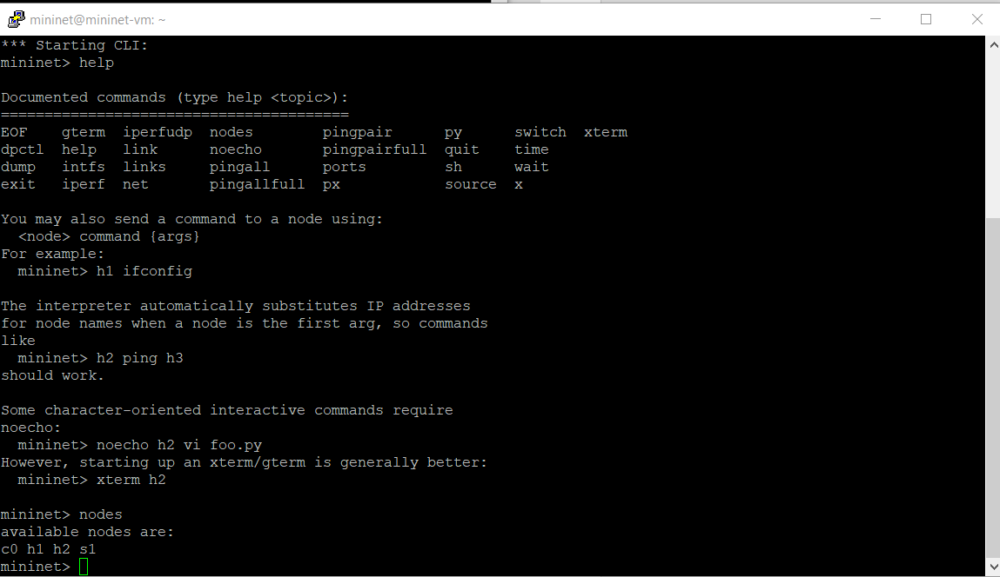 mininet@mininet-vm: ~
*** Starting CLI:
mininet> help
Documented commands (type help <topic>):
========================================
EOF    gterm  iperfudp  nodes        pingpair      py      switch  xterm
dpctl  help   link      noecho       pingpairfull  quit    time
dump   intfs  links     pingall      ports         sh      wait
exit   iperf  net       pingallfull  px            source  x
You may also send a command to a node using:
  <node> command {args}
For example:
  mininet> h1 ifconfig
The interpreter automatically substitutes IP addresses
for node names when a node is the first arg, so commands
like
  mininet> h2 ping h3
should work.
Some character-oriented interactive commands require
noecho:
  mininet> noecho h2 vi foo.py
However, starting up an xterm/gterm is generally better:
  mininet> xterm h2
mininet> nodes
available nodes are:
c0 h1 h2 s1
mininet>